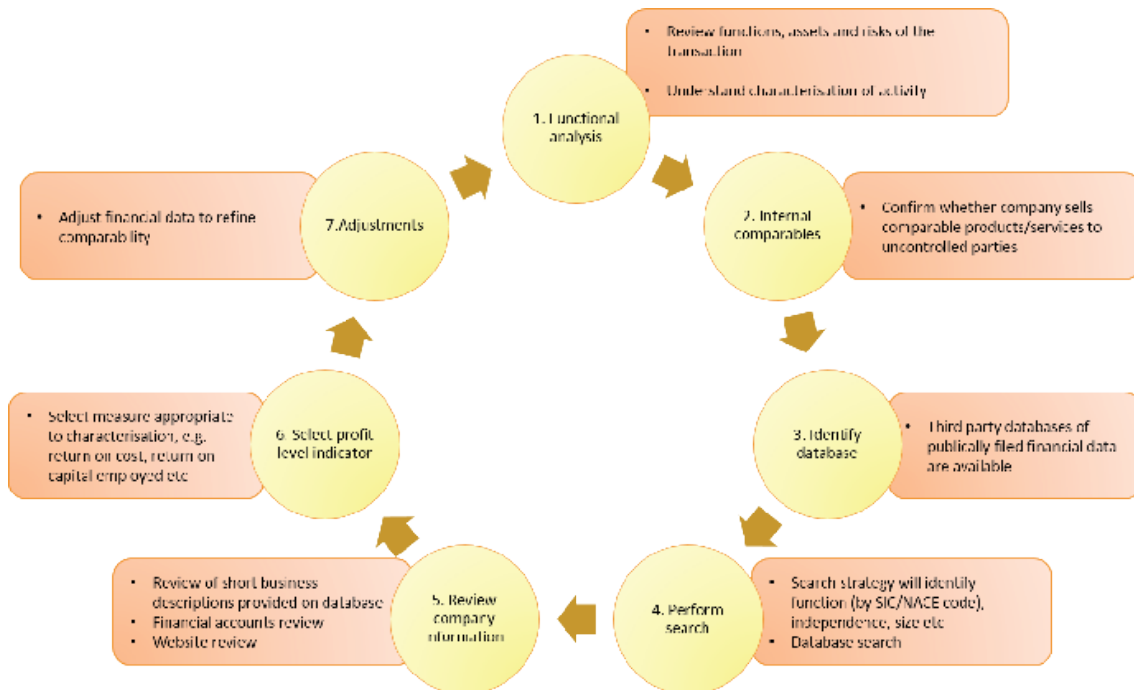 • Review functions, assets and risks of the
transaction
• Understand characterisation of activity
1. Functional
analysis
2. Internal
comparables
• Confirm whether company sells
comparable products/services to
uncontrolled parties
3. Identify
database
• Third party databases of
publically filed financial data
are available
4. Perform
search
• Search strategy will identify
function (by SIC/NACE code),
independence, size etc
• Database search
5. Review
company
information
• Review of short business
descriptions provided on database
• Financial accounts review
• Website review
6. Select profit
level indicator
• Select measure appropriate
to characterisation, e.g.
return on cost, return on
capital employed etc
7.Adjustments
• Adjust financial data to refine
comparability